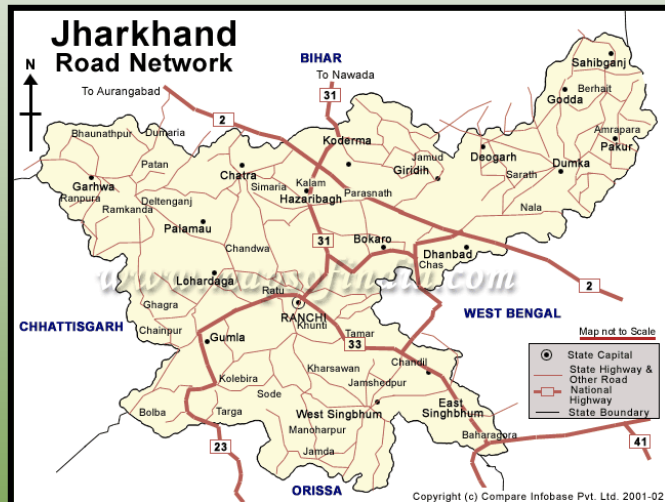 Jharkhand
Road Network
N
BIHAR
To Nawada
To Aurangabad
31
2
Sahibganj
Godda
Berhait
Bhaunathpur
Dumaria
Koderma
Amrapara
Pakur
Patan
Chatra
Jamud
Deogarh
Giridih
Dumka
Sarath
Garhwa
Simaria
Kalam
Parasnath
Ranpura
Deltenganj
Hazaribagh
Ramkanda
Nala
Palamau
Chandwa
31
Bokaro
Dhanbad
Chas
www.mapsofindia.com
Lohardaga
Ratu
2
Ghagra
RANCHI
WEST BENGAL
CHHATTISGARH
Chainpur
Khunti
Tamar
Map not to Scale
Gumla
33
State Capital
Chandil
State Highway &
Other Road
Kharsawan
Kolebira
Jamshedpur
National
Highway
Sode
East
Singhbhum
State Boundary
Bolba
Targa
West Singbhum
Manoharpur
Baharagora
23
Jamda
41
ORISSA
Copyright (c) Compare Infobase Pvt. Ltd. 2001-02